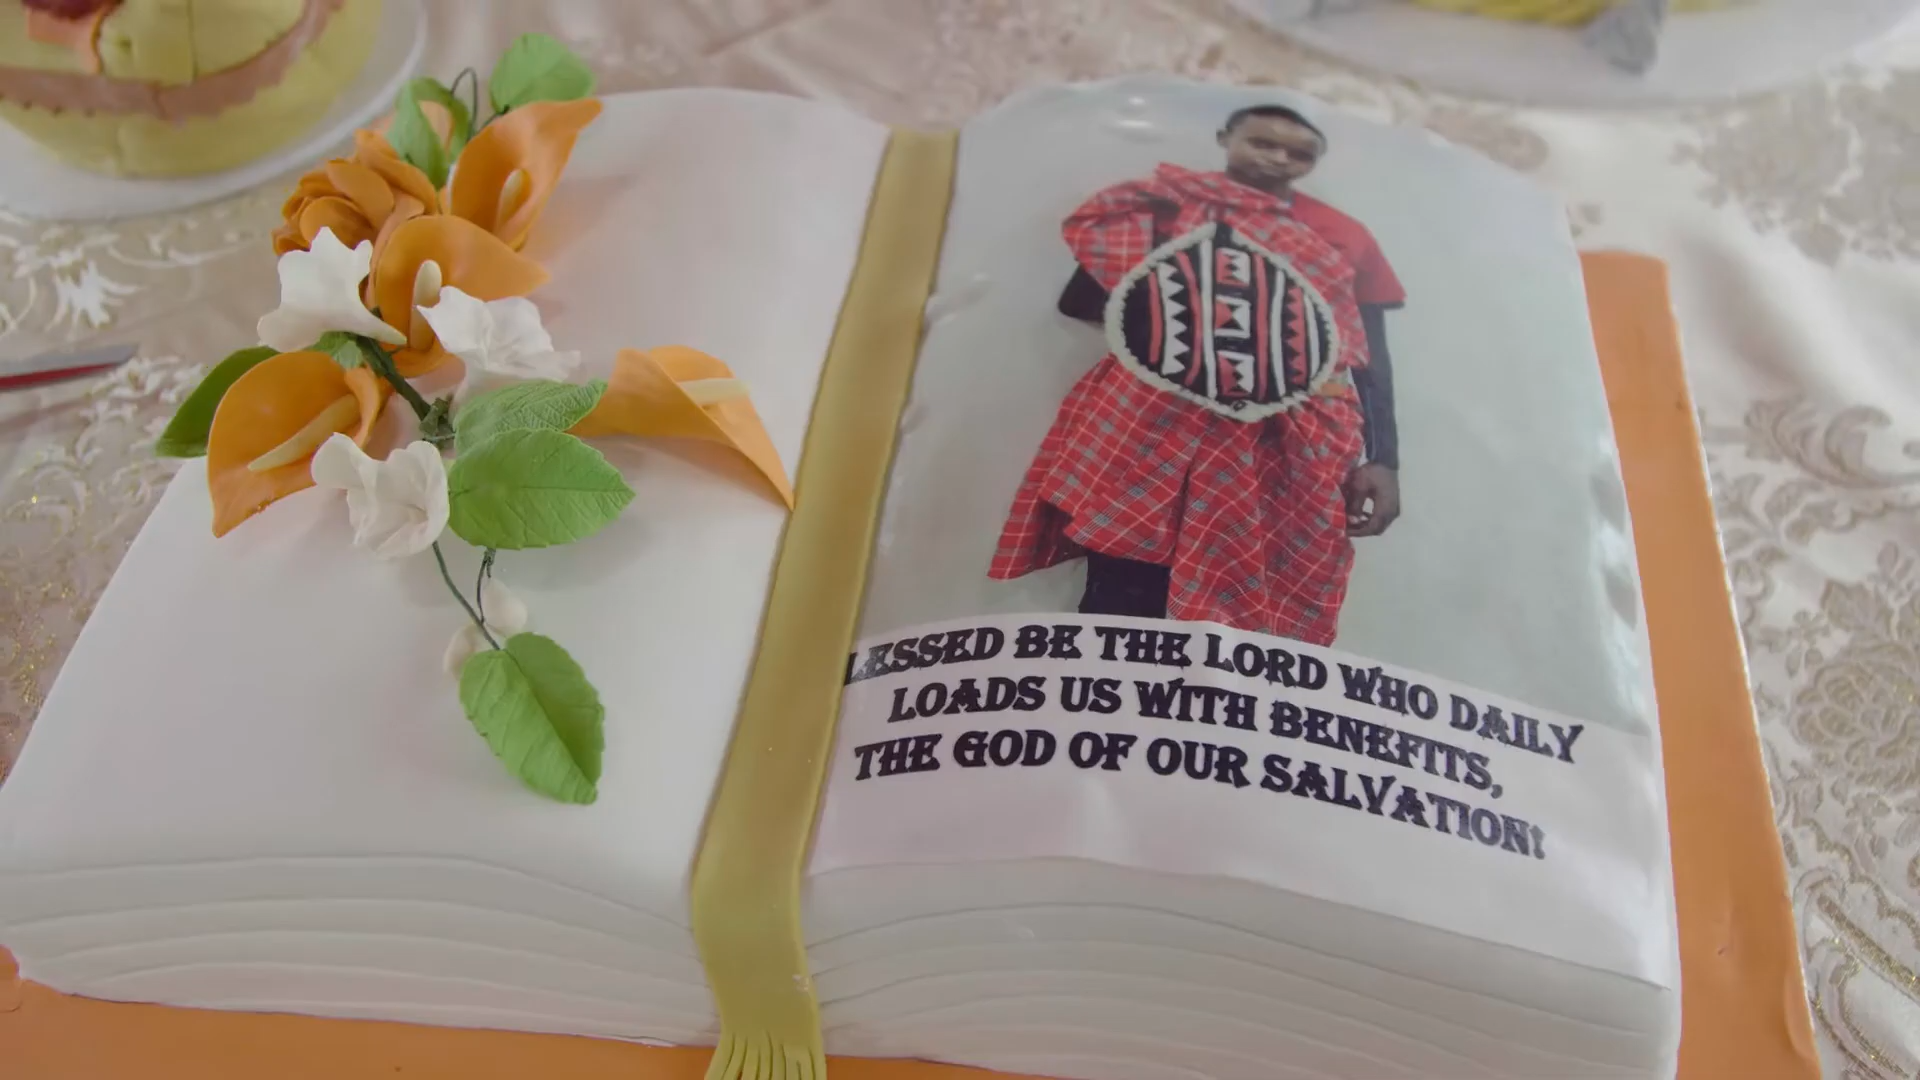 LESSED BE THE LORD WHO DAILY
LOADS US WITH BENEFITS,
THE GOD OF OUR SALVATION!